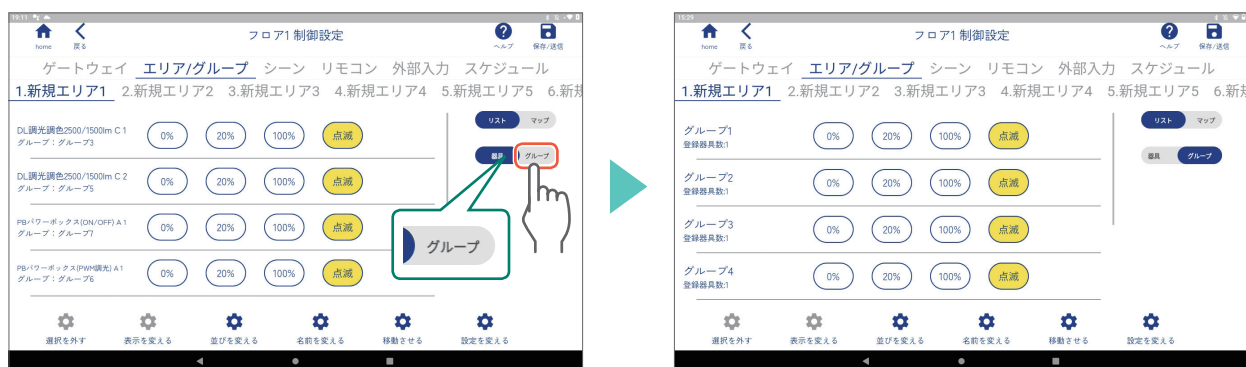 19:11
フロア1 制御設定
home
戻る
ヘルプ
保存/送信
ゲートウェイ エリア/グループ シーン リモコン 外部入力 スケジュール
1.新規エリア1 2.新規エリア2 3.新規エリア3 4.新規エリア4 5.新規エリア5 6.新規
DL調光調色2500/1500lm C 1
グループ：グループ3
0% 20% 100% 点滅
DL調光調色2500/1500lm C 2
グループ：グループ5
0% 20% 100% 点滅
PBパワーボックス(ON/OFF) A 1
グループ：グループ7
0% 20% 100% 点滅
PBパワーボックス(PWM調光) A 1
グループ：グループ6
0% 20% 100% 点滅
リスト マップ
器具 グループ
グループ
選択を外す 表示を変える 並びを変える 名前を変える 移動させる 設定を変える
15:29
フロア1 制御設定
home
戻る
ヘルプ
保存/送信
ゲートウェイ エリア/グループ シーン リモコン 外部入力 スケジュール
1.新規エリア1 2.新規エリア2 3.新規エリア3 4.新規エリア4 5.新規エリア5 6.新規
グループ1
登録器具数:1
0% 20% 100% 点滅
グループ2
登録器具数:1
0% 20% 100% 点滅
グループ3
登録器具数:1
0% 20% 100% 点滅
グループ4
登録器具数:1
0% 20% 100% 点滅
リスト マップ
器具 グループ
選択を外す 表示を変える 並びを変える 名前を変える 移動させる 設定を変える